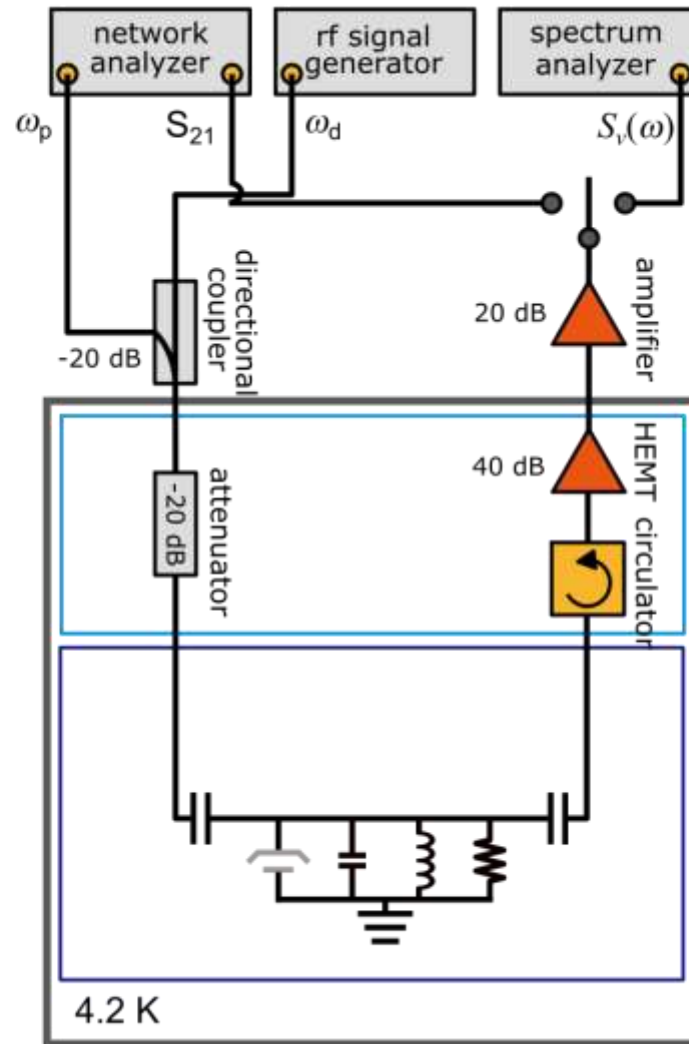 network
analyzer
rf signal
generator
spectrum
analyzer
ωₚ
S₂₁
ω_d
Sᵥ(ω)
directional
coupler
-20 dB
20 dB
amplifier
attenuator
-20 dB
40 dB
HEMT
circulator
4.2 K